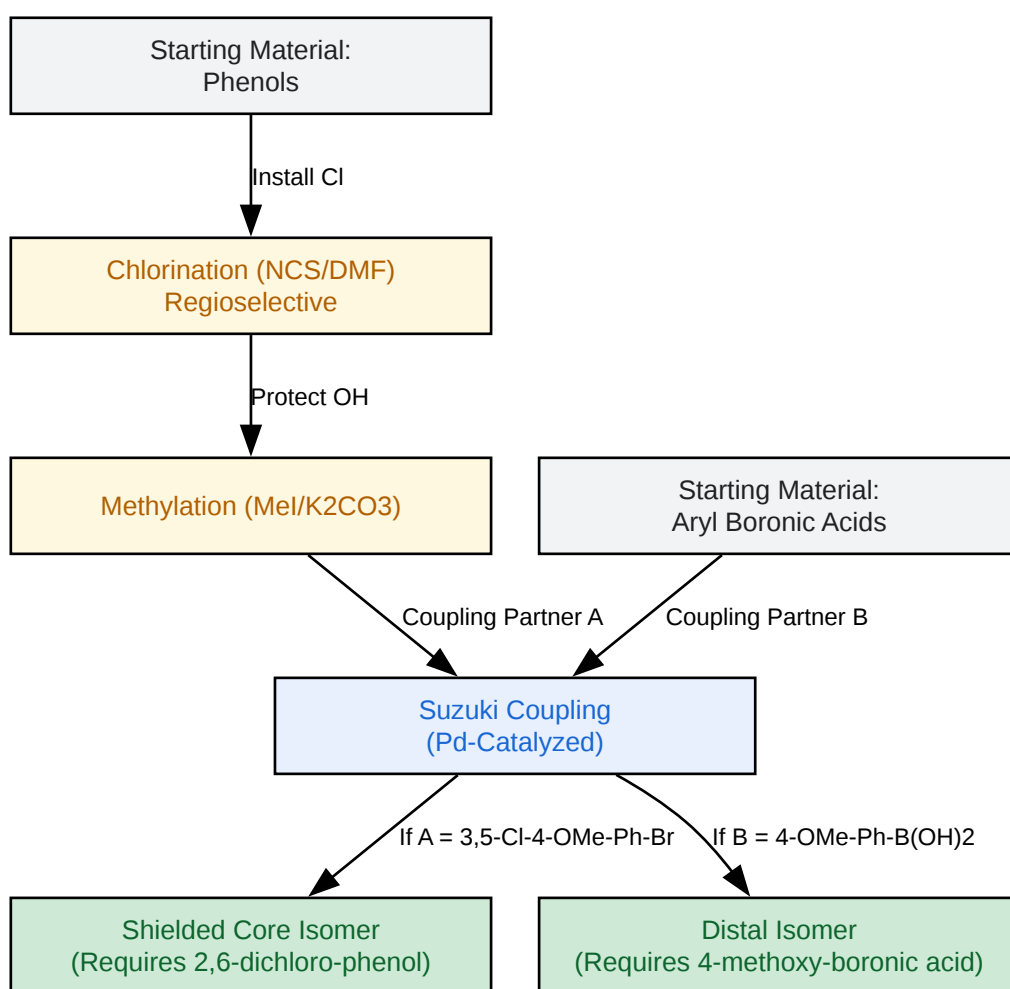 Starting Material:
Phenols
Install Cl
Chlorination (NCS/DMF)
Regioselective
Protect OH
Methylation (MeI/K2CO3)
Starting Material:
Aryl Boronic Acids
Coupling Partner A
Coupling Partner B
Suzuki Coupling
(Pd-Catalyzed)
If A = 3,5-Cl-4-OMe-Ph-Br
If B = 4-OMe-Ph-B(OH)2
Shielded Core Isomer
(Requires 2,6-dichloro-phenol)
Distal Isomer
(Requires 4-methoxy-boronic acid)